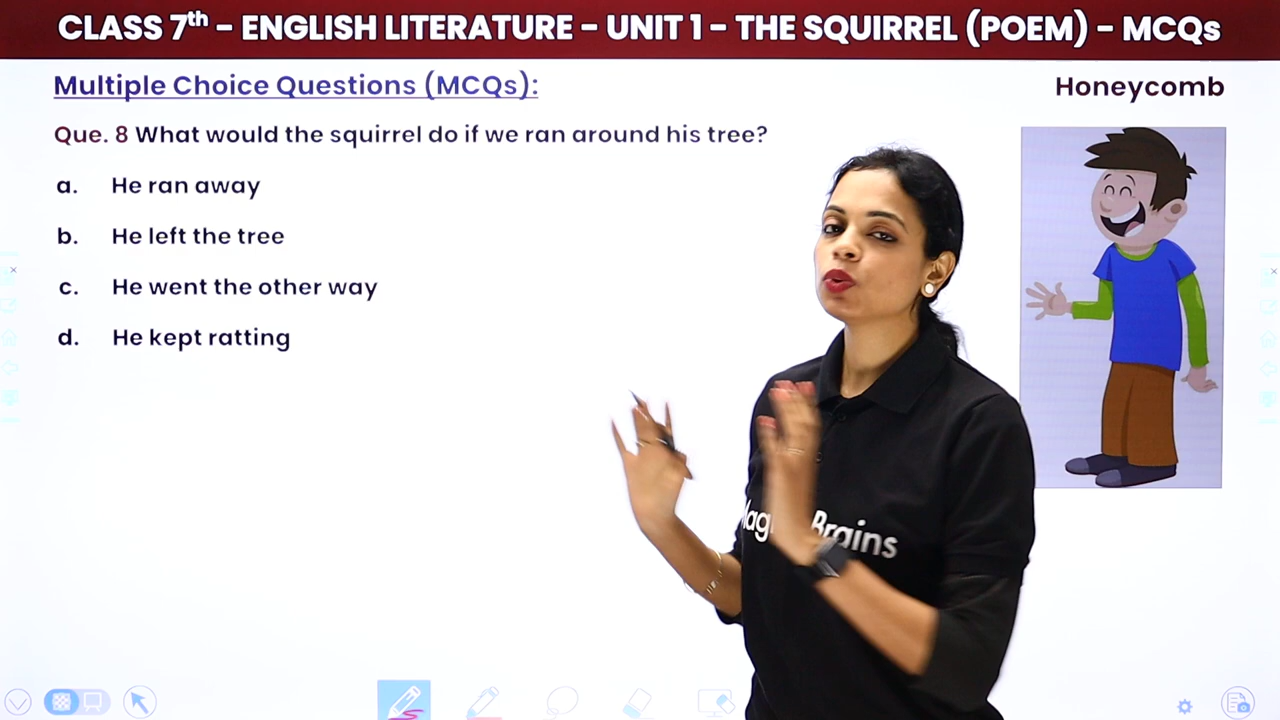 CLASS 7th - ENGLISH LITERATURE - UNIT 1 - THE SQUIRREL (POEM) - MCQs
Multiple Choice Questions (MCQs):
Honeycomb
Que. 8 What would the squirrel do if we ran around his tree?
a. He ran away
b. He left the tree
c. He went the other way
d. He kept ratting
Brains